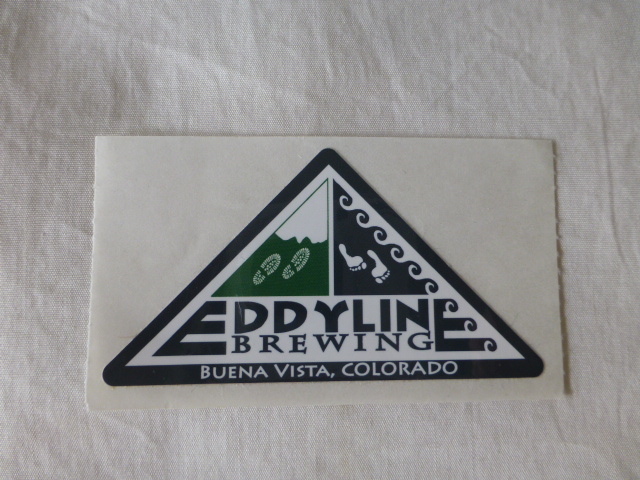 EDDYLINE
BREWING
BUENA VISTA, COLORADO